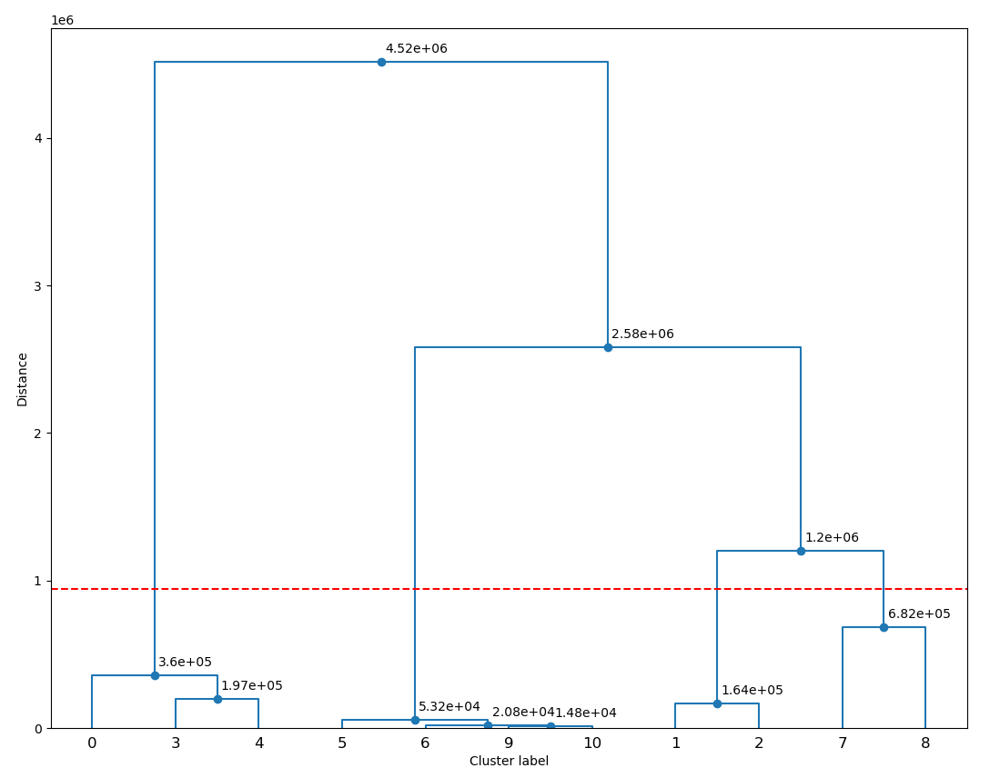 1e6
4.52e+06
4
3
2.58e+06
Distance
2
1.2e+06
1
6.82e+05
3.6e+05
1.97e+05
1.64e+05
5.32e+04
2.08e+04
1.48e+04
0
0 3 4 5 6 9 10 1 2 7 8
Cluster label